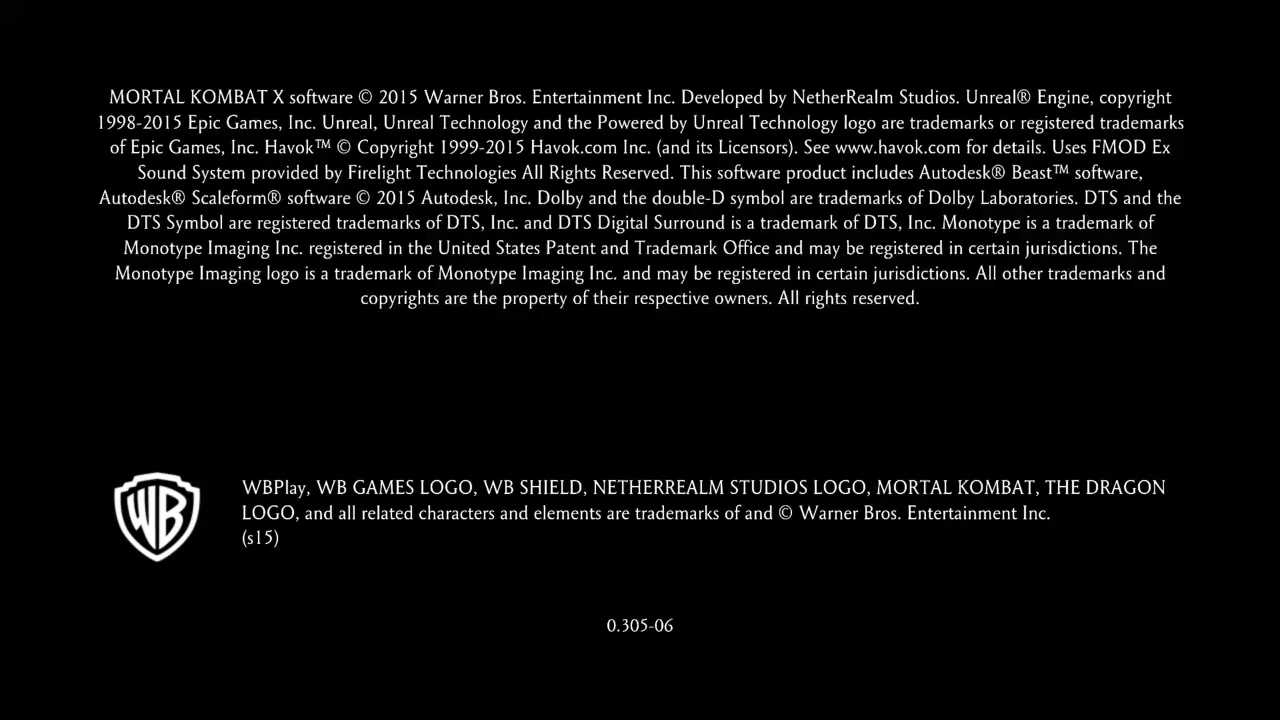 MORTAL KOMBAT X software © 2015 Warner Bros. Entertainment Inc. Developed by NetherRealm Studios. Unreal® Engine, copyright
1998-2015 Epic Games, Inc. Unreal, Unreal Technology and the Powered by Unreal Technology logo are trademarks or registered trademarks
of Epic Games, Inc. Havok™ © Copyright 1999-2015 Havok.com Inc. (and its Licensors). See www.havok.com for details. Uses FMOD Ex
Sound System provided by Firelight Technologies All Rights Reserved. This software product includes Autodesk® Beast™ software,
Autodesk® Scaleform® software © 2015 Autodesk, Inc. Dolby and the double-D symbol are trademarks of Dolby Laboratories. DTS and the
DTS Symbol are registered trademarks of DTS, Inc. and DTS Digital Surround is a trademark of DTS, Inc. Monotype is a trademark of
Monotype Imaging Inc. registered in the United States Patent and Trademark Office and may be registered in certain jurisdictions. The
Monotype Imaging logo is a trademark of Monotype Imaging Inc. and may be registered in certain jurisdictions. All other trademarks and
copyrights are the property of their respective owners. All rights reserved.
WB
WBPlay, WB GAMES LOGO, WB SHIELD, NETHERREALM STUDIOS LOGO, MORTAL KOMBAT, THE DRAGON
LOGO, and all related characters and elements are trademarks of and © Warner Bros. Entertainment Inc.
(s15)
0.305-06